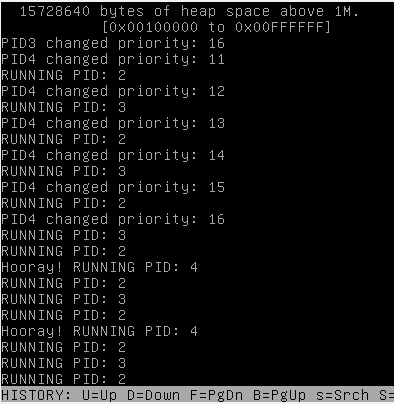 15728640 bytes of heap space above 1M.
[0x00100000 to 0x00FFFFFF]
PID3 changed priority: 16
PID4 changed priority: 11
RUNNING PID: 2
PID4 changed priority: 12
RUNNING PID: 3
PID4 changed priority: 13
RUNNING PID: 2
PID4 changed priority: 14
RUNNING PID: 3
PID4 changed priority: 15
RUNNING PID: 2
PID4 changed priority: 16
RUNNING PID: 3
RUNNING PID: 2
Hooray! RUNNING PID: 4
RUNNING PID: 2
RUNNING PID: 3
RUNNING PID: 2
Hooray! RUNNING PID: 4
RUNNING PID: 2
RUNNING PID: 3
RUNNING PID: 2
HISTORY: U=Up D=Down F=PgDn B=PgUp s=Srch S=